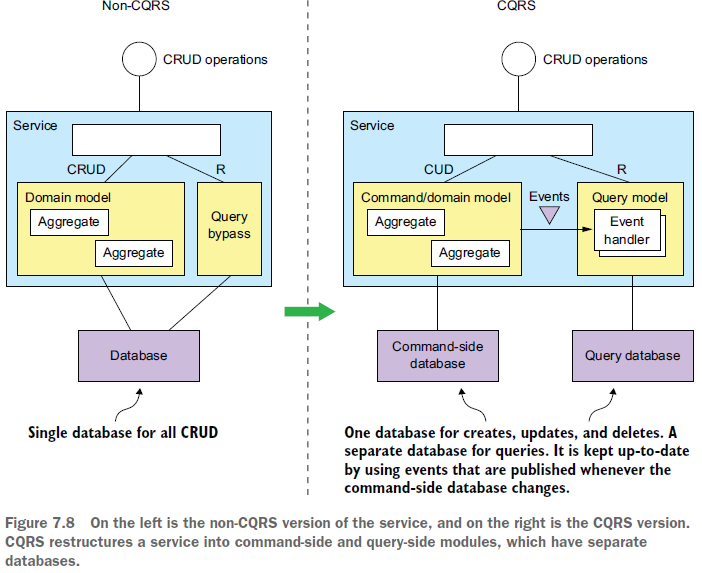 Non-CQRS
CRUD operations
Service
CRUD
R
Domain model
Aggregate
Aggregate
Query
bypass
Database
Single database for all CRUD
CQRS
CRUD operations
Service
CUD
R
Command/domain model
Aggregate
Aggregate
Events
Query model
Event
handler
Command-side
database
Query database
One database for creates, updates, and deletes. A
separate database for queries. It is kept up-to-date
by using events that are published whenever the
command-side database changes.
Figure 7.8 On the left is the non-CQRS version of the service, and on the right is the CQRS version.
CQRS restructures a service into command-side and query-side modules, which have separate
databases.